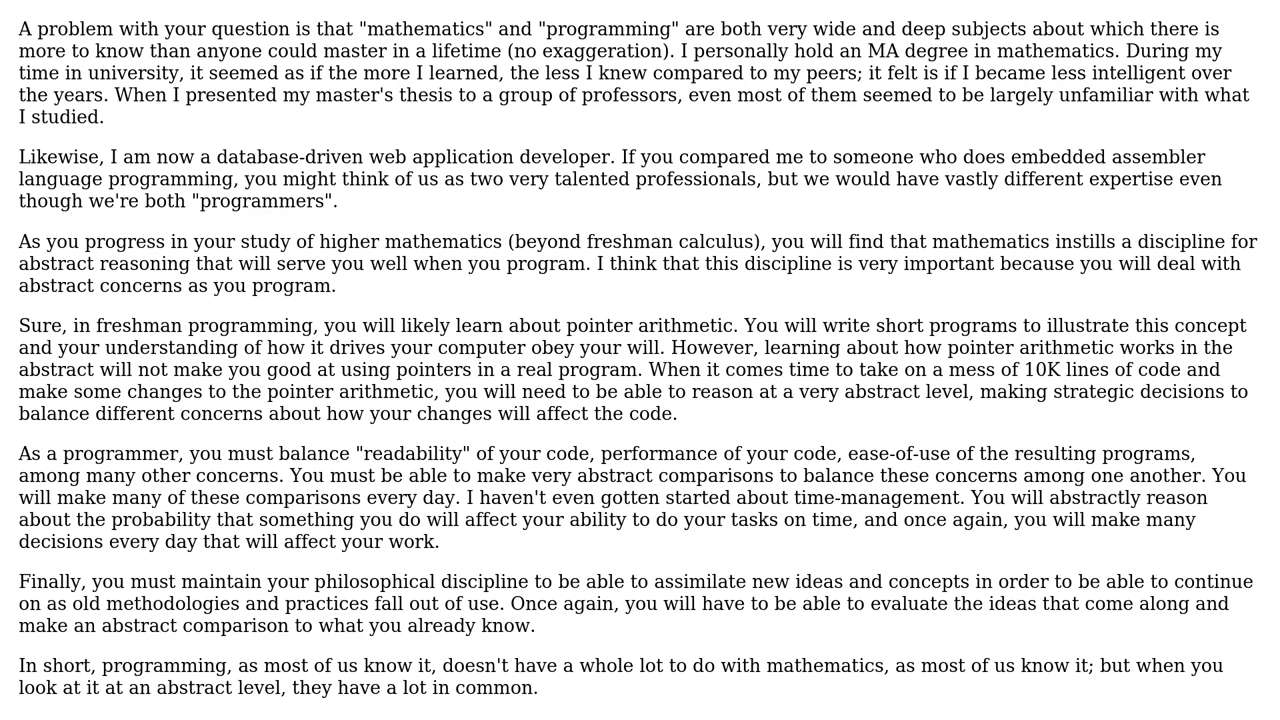 A problem with your question is that "mathematics" and "programming" are both very wide and deep subjects about which there is
more to know than anyone could master in a lifetime (no exaggeration). I personally hold an MA degree in mathematics. During my
time in university, it seemed as if the more I learned, the less I knew compared to my peers; it felt is if I became less intelligent over
the years. When I presented my master's thesis to a group of professors, even most of them seemed to be largely unfamiliar with what
I studied.
Likewise, I am now a database-driven web application developer. If you compared me to someone who does embedded assembler
language programming, you might think of us as two very talented professionals, but we would have vastly different expertise even
though we're both "programmers".
As you progress in your study of higher mathematics (beyond freshman calculus), you will find that mathematics instills a discipline for
abstract reasoning that will serve you well when you program. I think that this discipline is very important because you will deal with
abstract concerns as you program.
Sure, in freshman programming, you will likely learn about pointer arithmetic. You will write short programs to illustrate this concept
and your understanding of how it drives your computer obey your will. However, learning about how pointer arithmetic works in the
abstract will not make you good at using pointers in a real program. When it comes time to take on a mess of 10K lines of code and
make some changes to the pointer arithmetic, you will need to be able to reason at a very abstract level, making strategic decisions to
balance different concerns about how your changes will affect the code.
As a programmer, you must balance "readability" of your code, performance of your code, ease-of-use of the resulting programs,
among many other concerns. You must be able to make very abstract comparisons to balance these concerns among one another. You
will make many of these comparisons every day. I haven't even gotten started about time-management. You will abstractly reason
about the probability that something you do will affect your ability to do your tasks on time, and once again, you will make many
decisions every day that will affect your work.
Finally, you must maintain your philosophical discipline to be able to assimilate new ideas and concepts in order to be able to continue
on as old methodologies and practices fall out of use. Once again, you will have to be able to evaluate the ideas that come along and
make an abstract comparison to what you already know.
In short, programming, as most of us know it, doesn't have a whole lot to do with mathematics, as most of us know it; but when you
look at it at an abstract level, they have a lot in common.